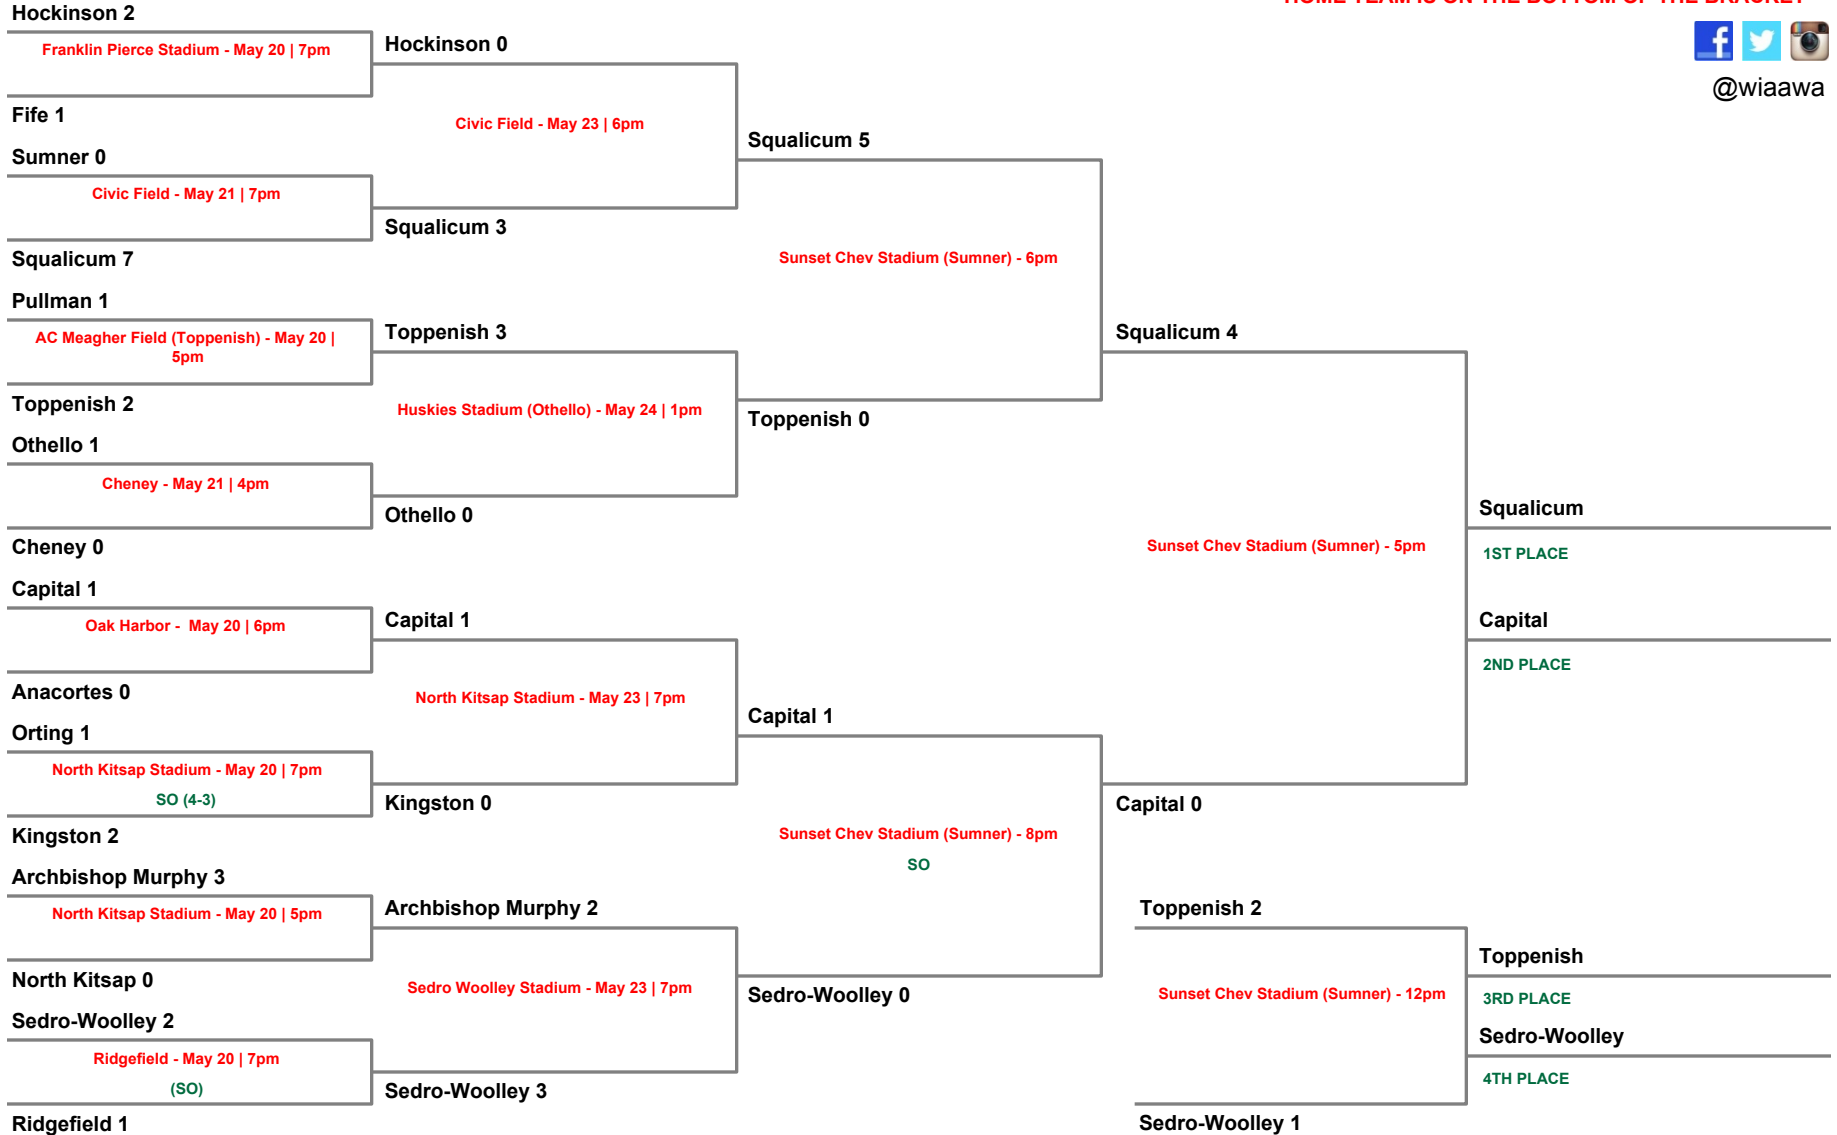 HOME TEAM IS ON THE BOTTOM OF THE BRACKET
@wiaawa
Hockinson 2
Franklin Pierce Stadium - May 20 | 7pm
Fife 1
Sumner 0
Civic Field - May 21 | 7pm
Squalicum 7
Pullman 1
AC Meagher Field (Toppenish) - May 20 |
5pm
Toppenish 2
Othello 1
Cheney - May 21 | 4pm
Cheney 0
Capital 1
Oak Harbor - May 20 | 6pm
Anacortes 0
Orting 1
North Kitsap Stadium - May 20 | 7pm
SO (4-3)
Kingston 2
Archbishop Murphy 3
North Kitsap Stadium - May 20 | 5pm
North Kitsap 0
Sedro-Woolley 2
Ridgefield - May 20 | 7pm
(SO)
Ridgefield 1
Hockinson 0
Civic Field - May 23 | 6pm
Squalicum 3
Toppenish 3
Huskies Stadium (Othello) - May 24 | 1pm
Othello 0
Capital 1
North Kitsap Stadium - May 23 | 7pm
Kingston 0
Archbishop Murphy 2
Sedro Woolley Stadium - May 23 | 7pm
Sedro-Woolley 3
Squalicum 5
Sunset Chev Stadium (Sumner) - 6pm
Toppenish 0
Capital 1
Sunset Chev Stadium (Sumner) - 8pm
SO
Sedro-Woolley 0
Squalicum 4
Sunset Chev Stadium (Sumner) - 5pm
Capital 0
Toppenish 2
Sunset Chev Stadium (Sumner) - 12pm
Sedro-Woolley 1
Squalicum
1ST PLACE
Capital
2ND PLACE
Toppenish
3RD PLACE
Sedro-Woolley
4TH PLACE